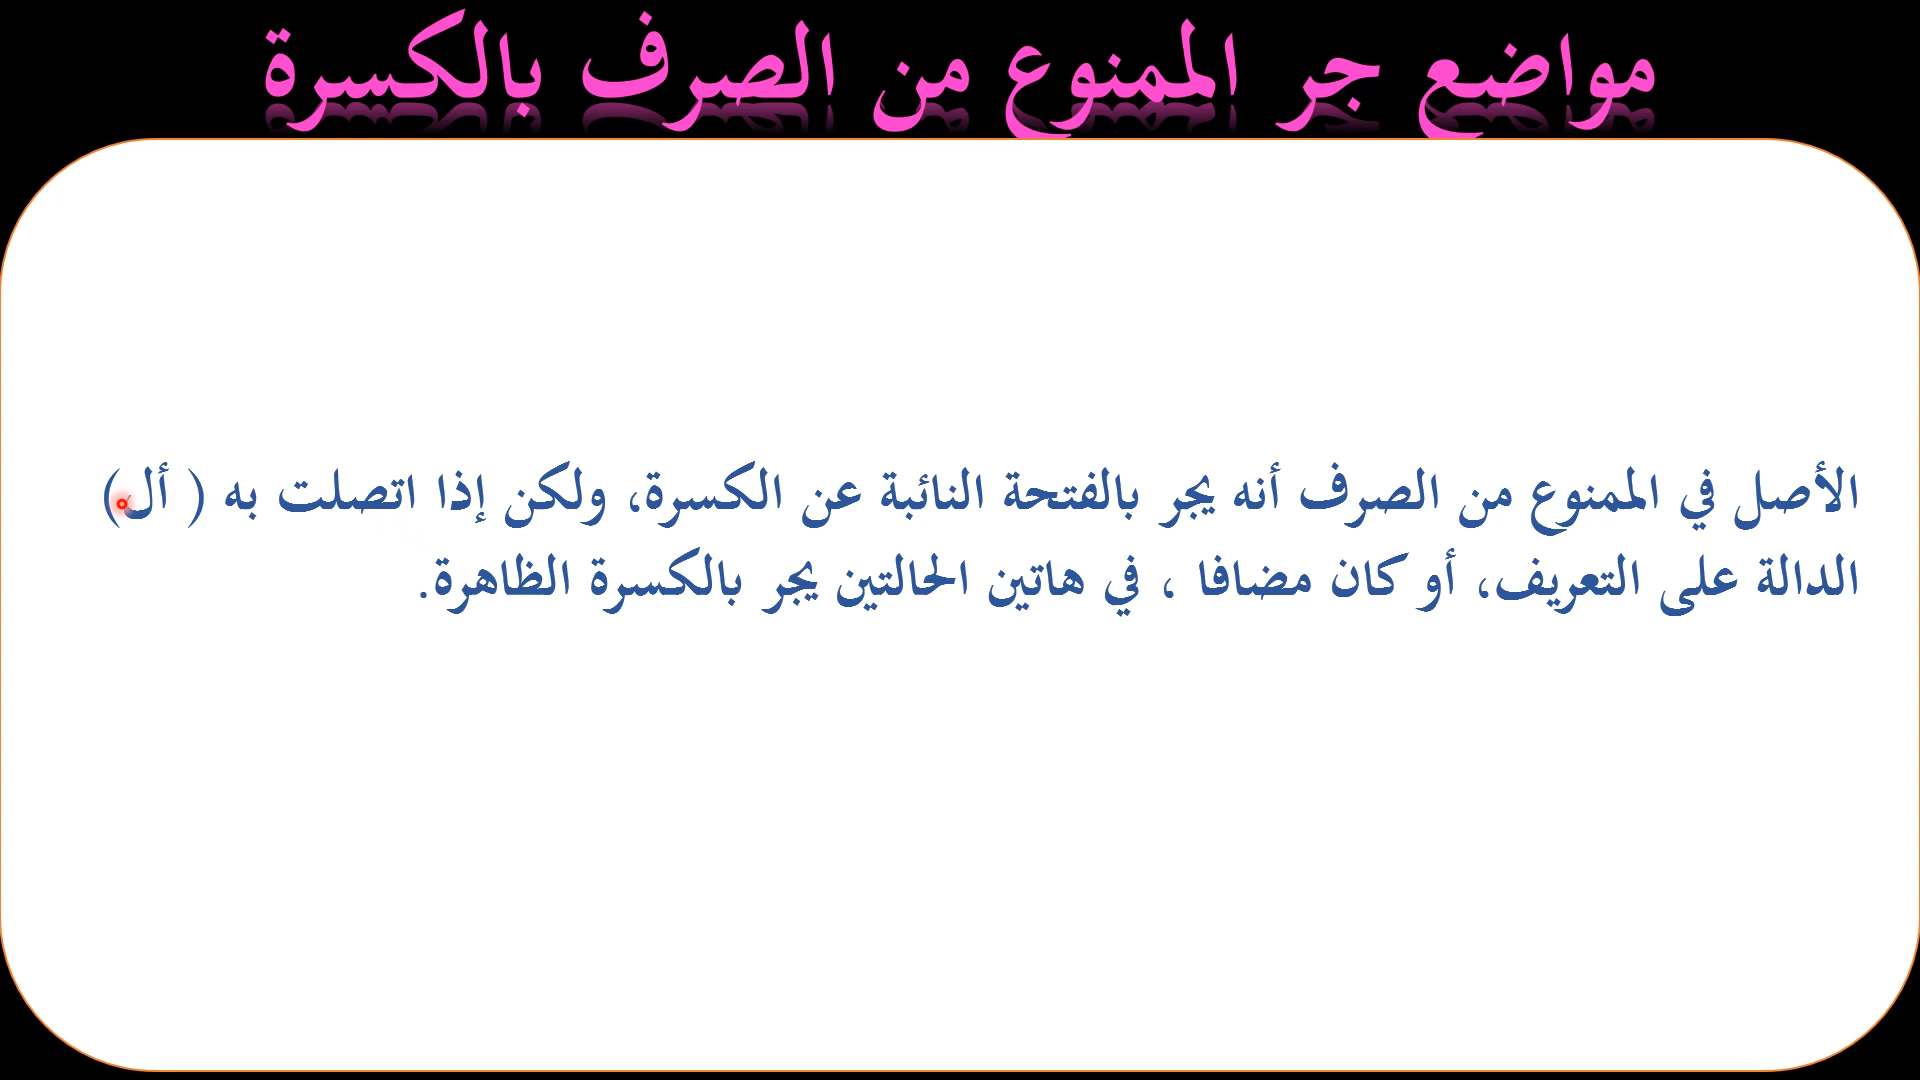 مواضع جر الممنوع من الصرف بالكسرة
الأصل في الممنوع من الصرف أنه يجر بالفتحة النائبة عن الكسرة، ولكن إذا اتصلت به ( أل)
الدالة على التعريف، أو كان مضافا ، في هاتين الحالتين يجر بالكسرة الظاهرة.